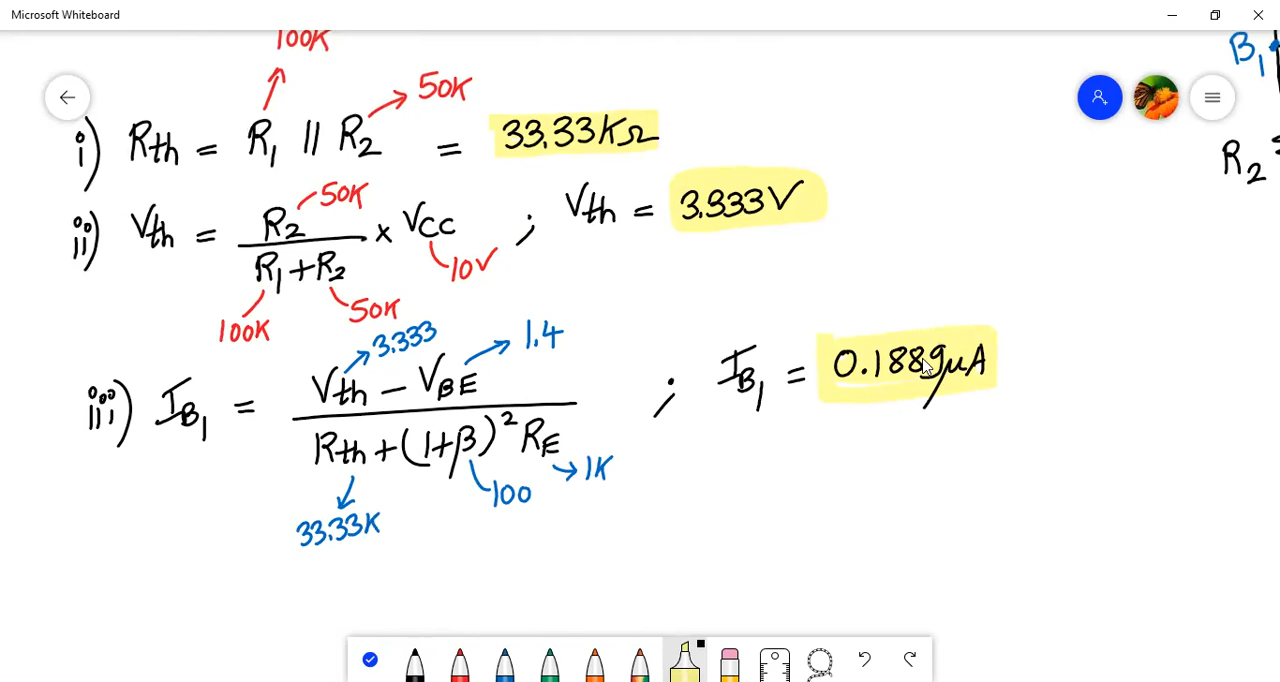 Microsoft Whiteboard
100K
B1
50K
i) Rth = R1 || R2 = 33.33KΩ
R2
50K
ii) Vth = R2 / (R1+R2) × VCC ; Vth = 3.333V
10V
100K 50K
3.333 1.4
iii) IB1 = (Vth − VBE) / (Rth+(1+β)²RE) ; IB1 = 0.1889μA
1K
100
33.33K